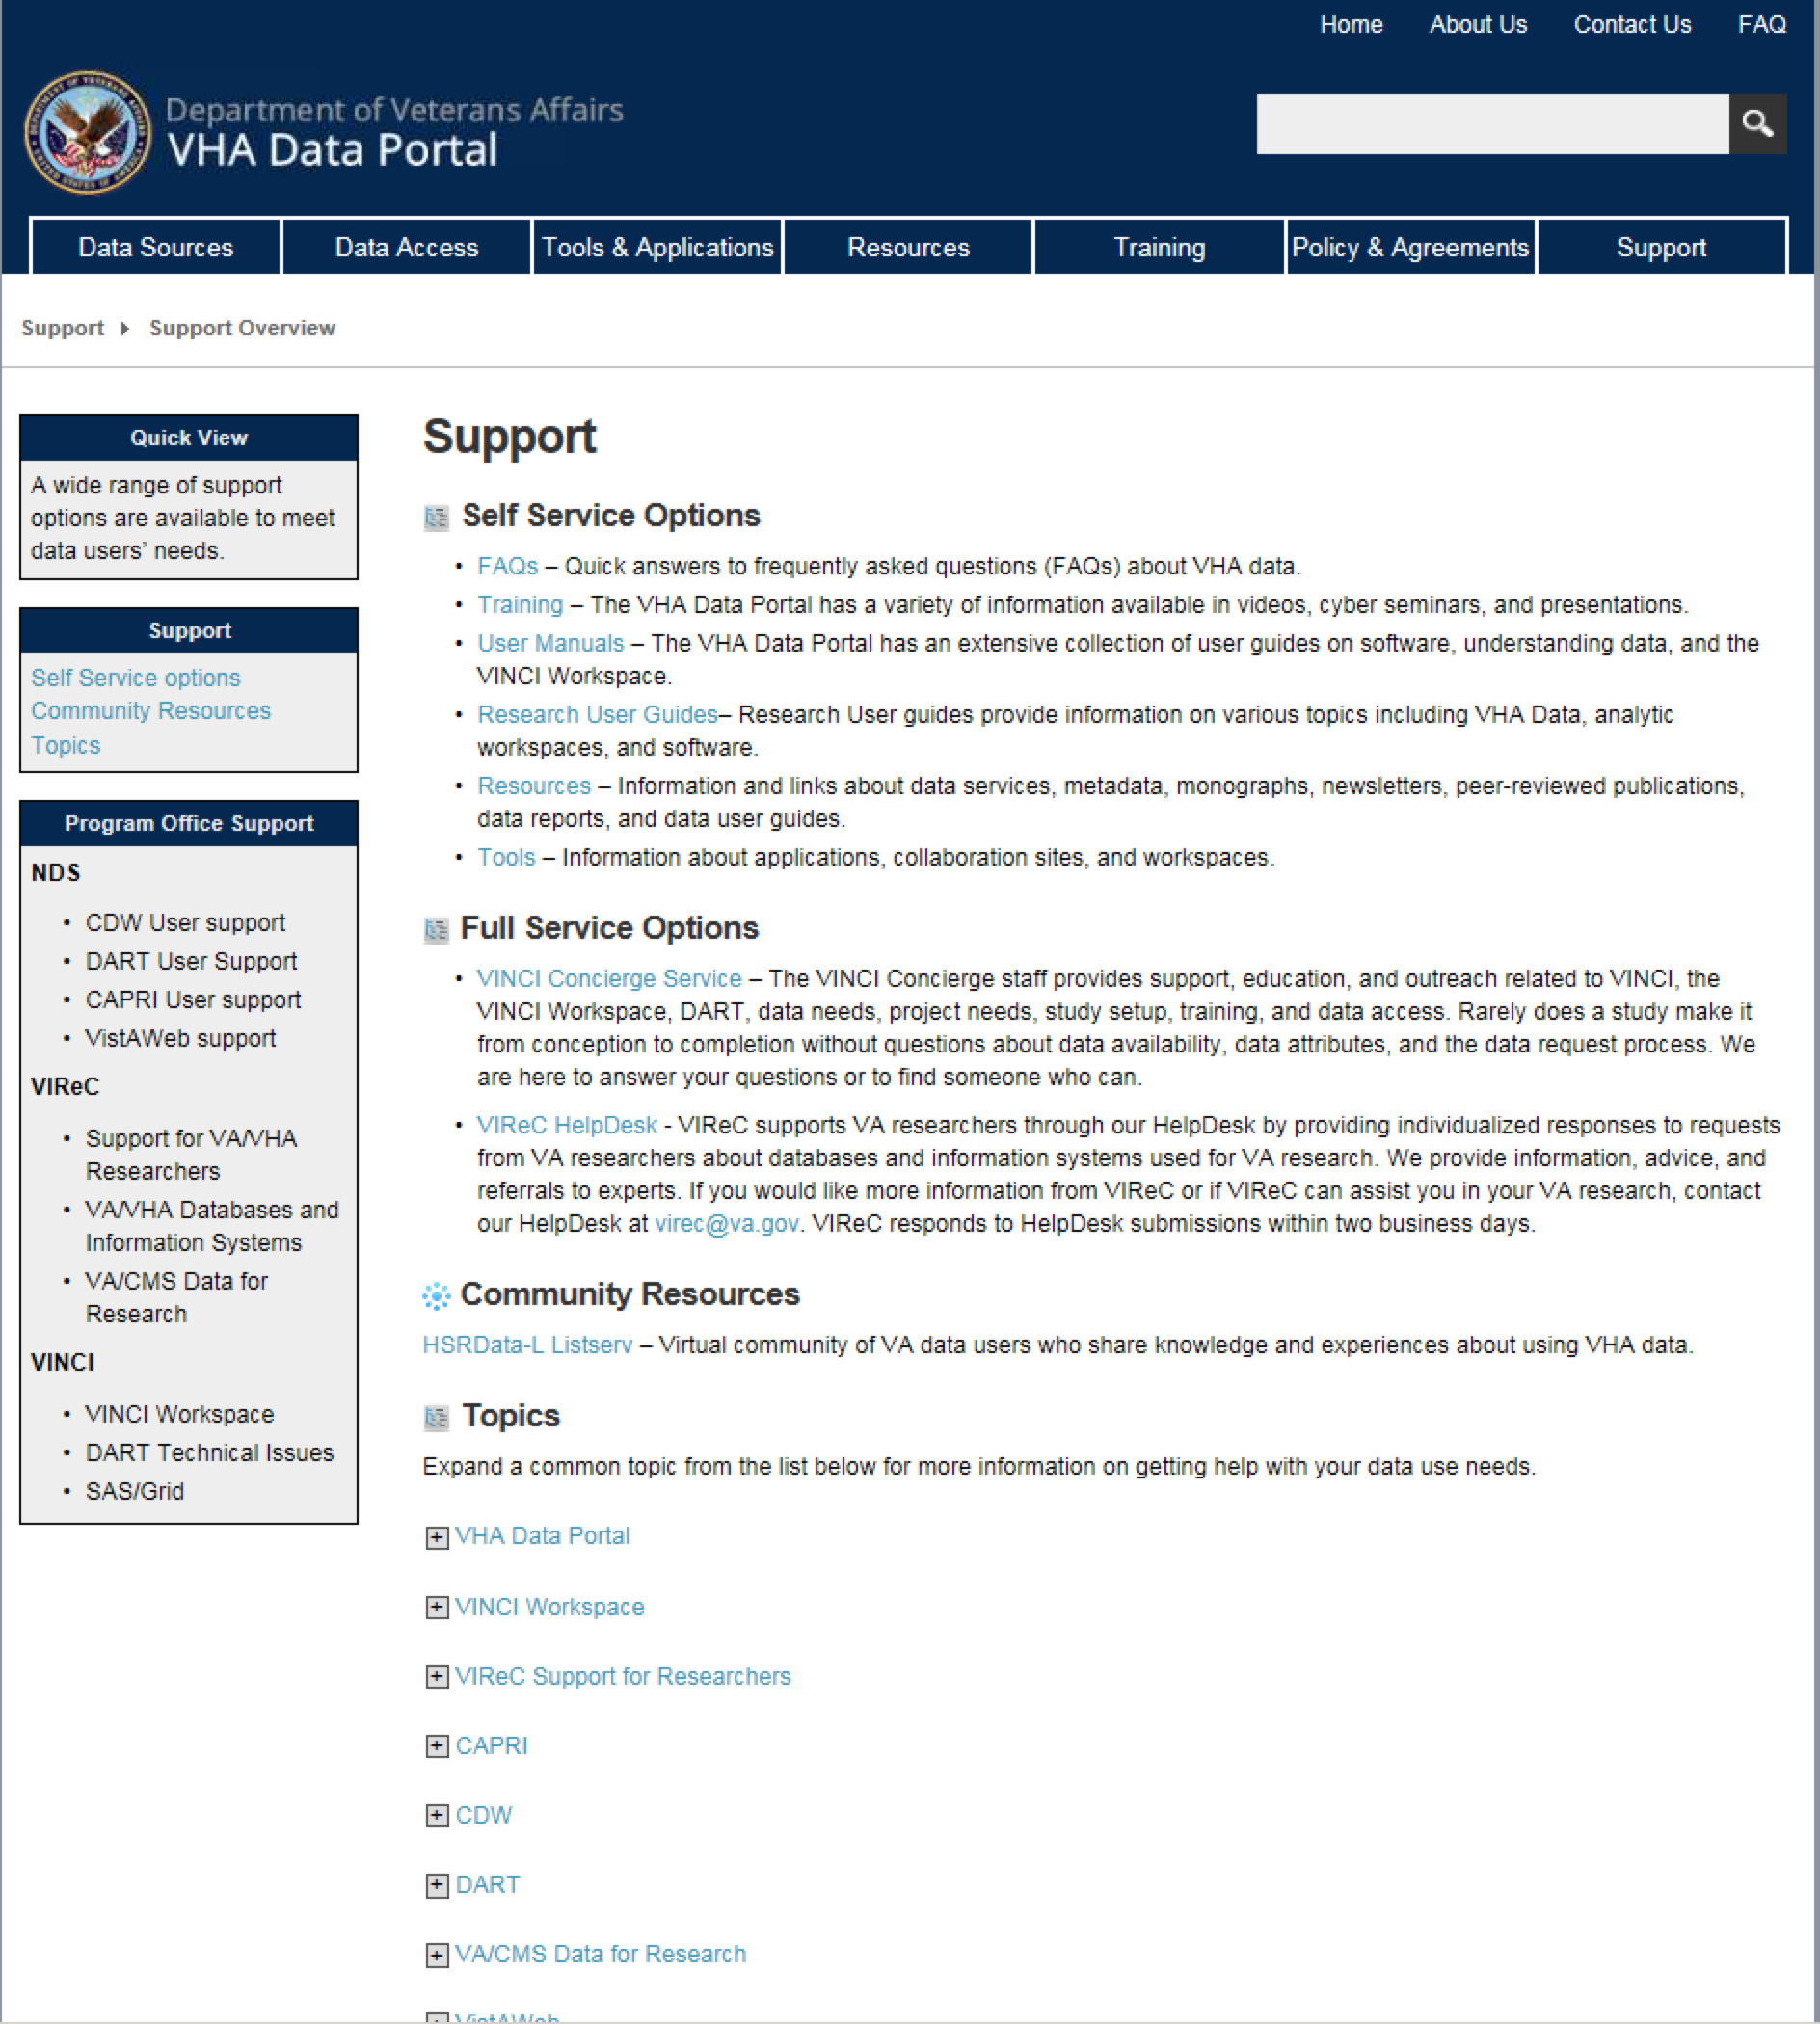 Home About Us Contact Us FAQ
Department of Veterans Affairs
VHA Data Portal
Data Sources Data Access Tools & Applications Resources Training Policy & Agreements Support
Support Support Overview
Quick View
A wide range of support
options are available to meet
data users' needs.
Support
Self Service options
Community Resources
Topics
Program Office Support
NDS
• CDW User support
• DART User Support
• CAPRI User support
• VistAWeb support
VIReC
• Support for VA/VHA
Researchers
• VA/VHA Databases and
Information Systems
• VA/CMS Data for
Research
VINCI
• VINCI Workspace
• DART Technical Issues
• SAS/Grid
Support
Self Service Options
• FAQs – Quick answers to frequently asked questions (FAQs) about VHA data.
• Training – The VHA Data Portal has a variety of information available in videos, cyber seminars, and presentations.
• User Manuals – The VHA Data Portal has an extensive collection of user guides on software, understanding data, and the
VINCI Workspace.
• Research User Guides– Research User guides provide information on various topics including VHA Data, analytic
workspaces, and software.
• Resources – Information and links about data services, metadata, monographs, newsletters, peer-reviewed publications,
data reports, and data user guides.
• Tools – Information about applications, collaboration sites, and workspaces.
Full Service Options
• VINCI Concierge Service – The VINCI Concierge staff provides support, education, and outreach related to VINCI, the
VINCI Workspace, DART, data needs, project needs, study setup, training, and data access. Rarely does a study make it
from conception to completion without questions about data availability, data attributes, and the data request process. We
are here to answer your questions or to find someone who can.
• VIReC HelpDesk - VIReC supports VA researchers through our HelpDesk by providing individualized responses to requests
from VA researchers about databases and information systems used for VA research. We provide information, advice, and
referrals to experts. If you would like more information from VIReC or if VIReC can assist you in your VA research, contact
our HelpDesk at virec@va.gov. VIReC responds to HelpDesk submissions within two business days.
Community Resources
HSRData-L Listserv – Virtual community of VA data users who share knowledge and experiences about using VHA data.
Topics
Expand a common topic from the list below for more information on getting help with your data use needs.
VHA Data Portal
VINCI Workspace
VIReC Support for Researchers
CAPRI
CDW
DART
VA/CMS Data for Research
VistAWeb